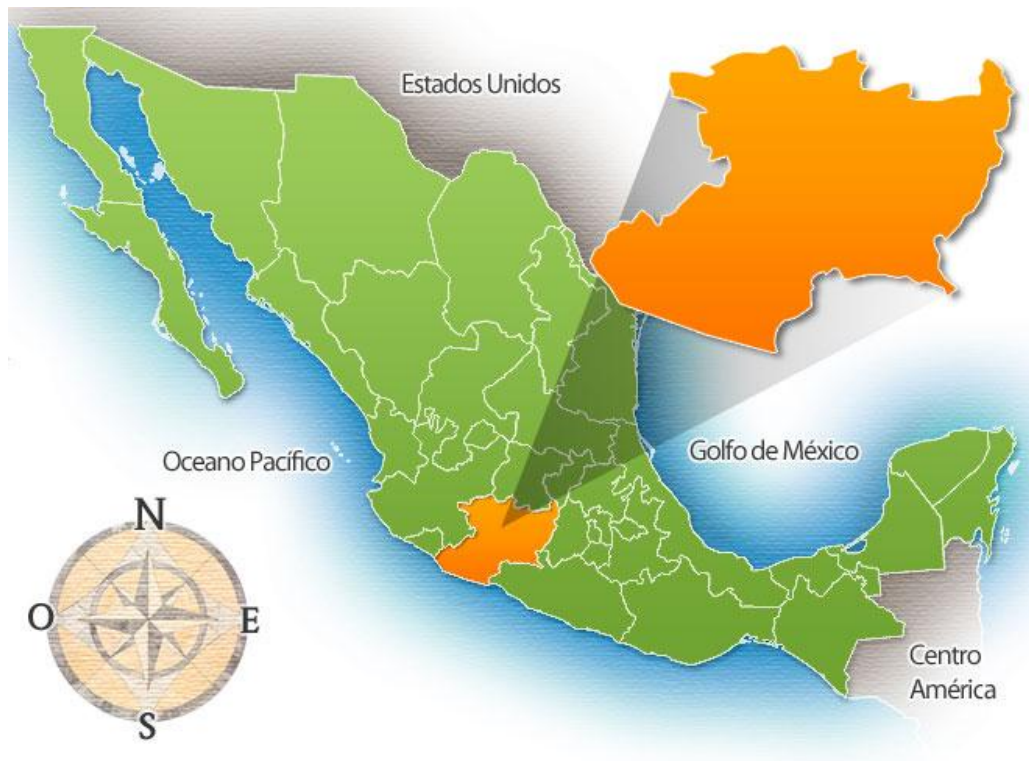 Estados Unidos
Golfo de México
Oceano Pacífico
N
O
E
S
Centro
América